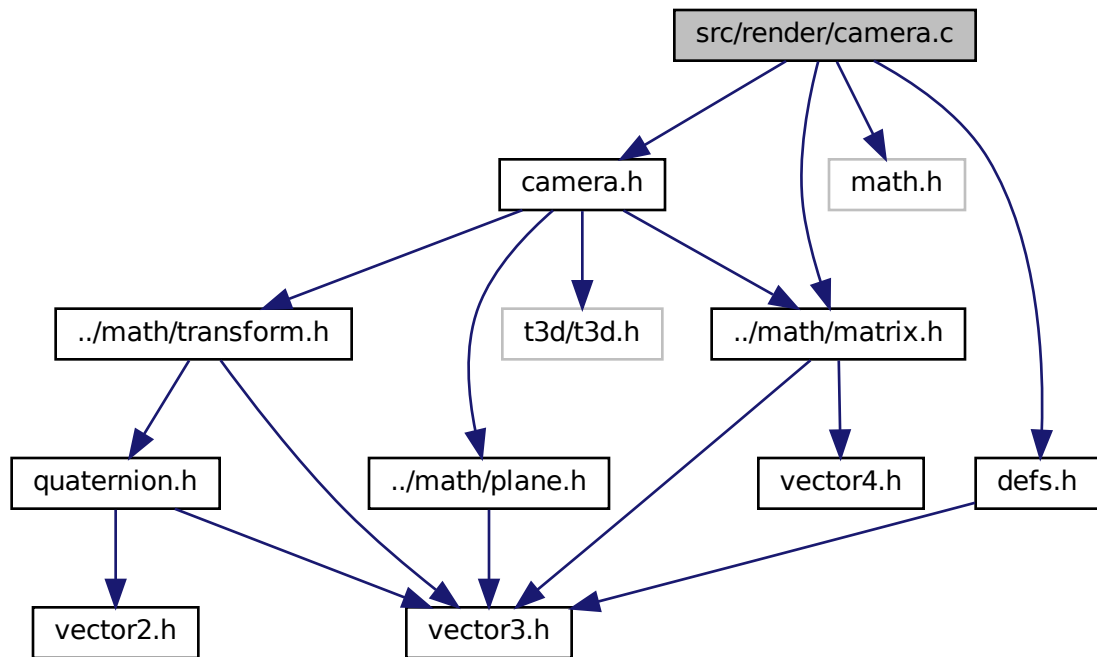 src/render/camera.c
camera.h
math.h
../math/transform.h
t3d/t3d.h
../math/matrix.h
quaternion.h
../math/plane.h
vector4.h
defs.h
vector2.h
vector3.h